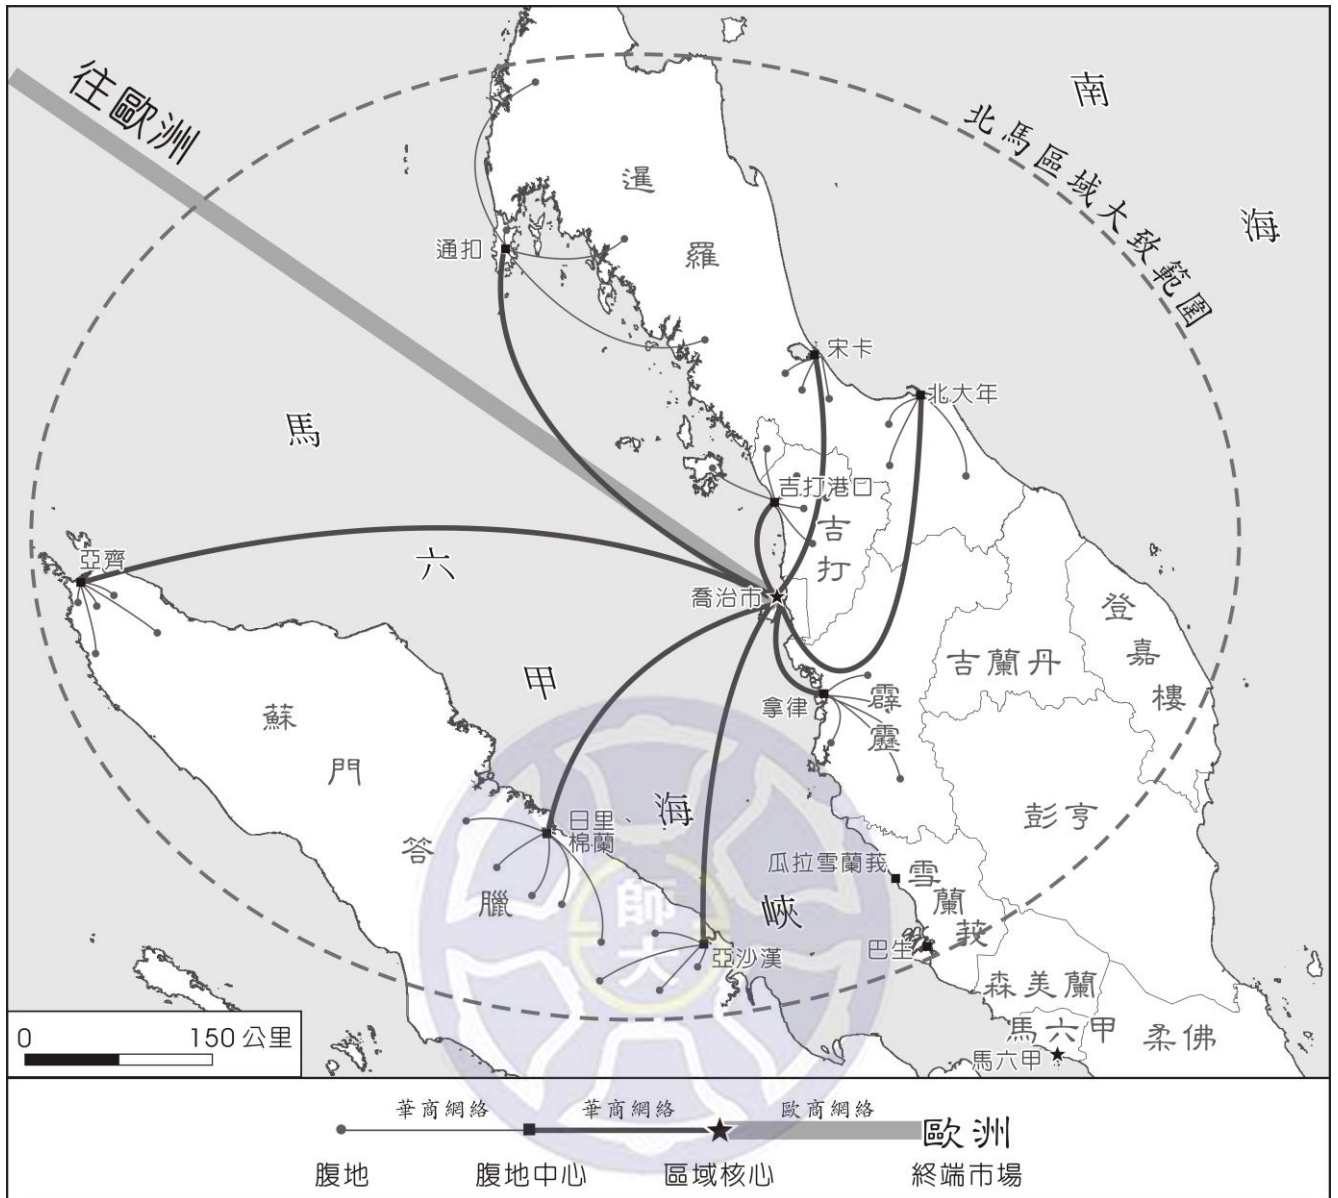 往歐洲
南海
北馬區域大致範圍
暹羅
通扣
宋卡
北大年
馬六甲海峽
吉打港口
吉打
亞齊
喬治市
登嘉樓
吉蘭丹
拿律
霹靂
蘇門答臘
彭亨
日里、
棉蘭
瓜拉雪蘭莪
雪蘭莪
師大
巴生
亞沙漢
森美蘭
馬六甲
馬六甲
柔佛
0 150 公里
華商網絡 華商網絡 歐商網絡
歐洲
腹地 腹地中心 區域核心 終端市場